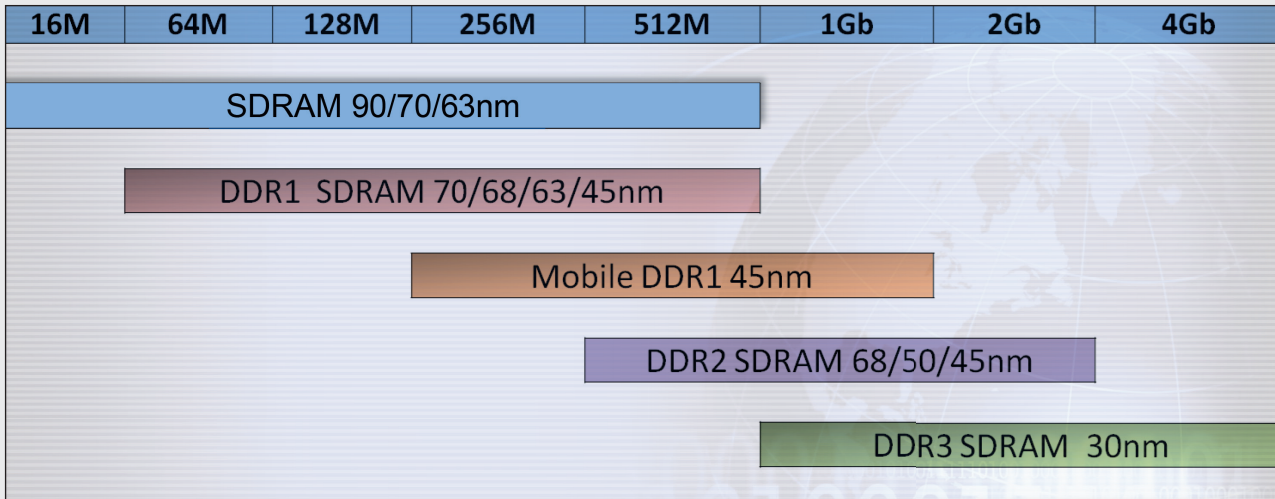 16M 64M 128M 256M 512M 1Gb 2Gb 4Gb
SDRAM 90/70/63nm
DDR1 SDRAM 70/68/63/45nm
Mobile DDR1 45nm
DDR2 SDRAM 68/50/45nm
DDR3 SDRAM 30nm